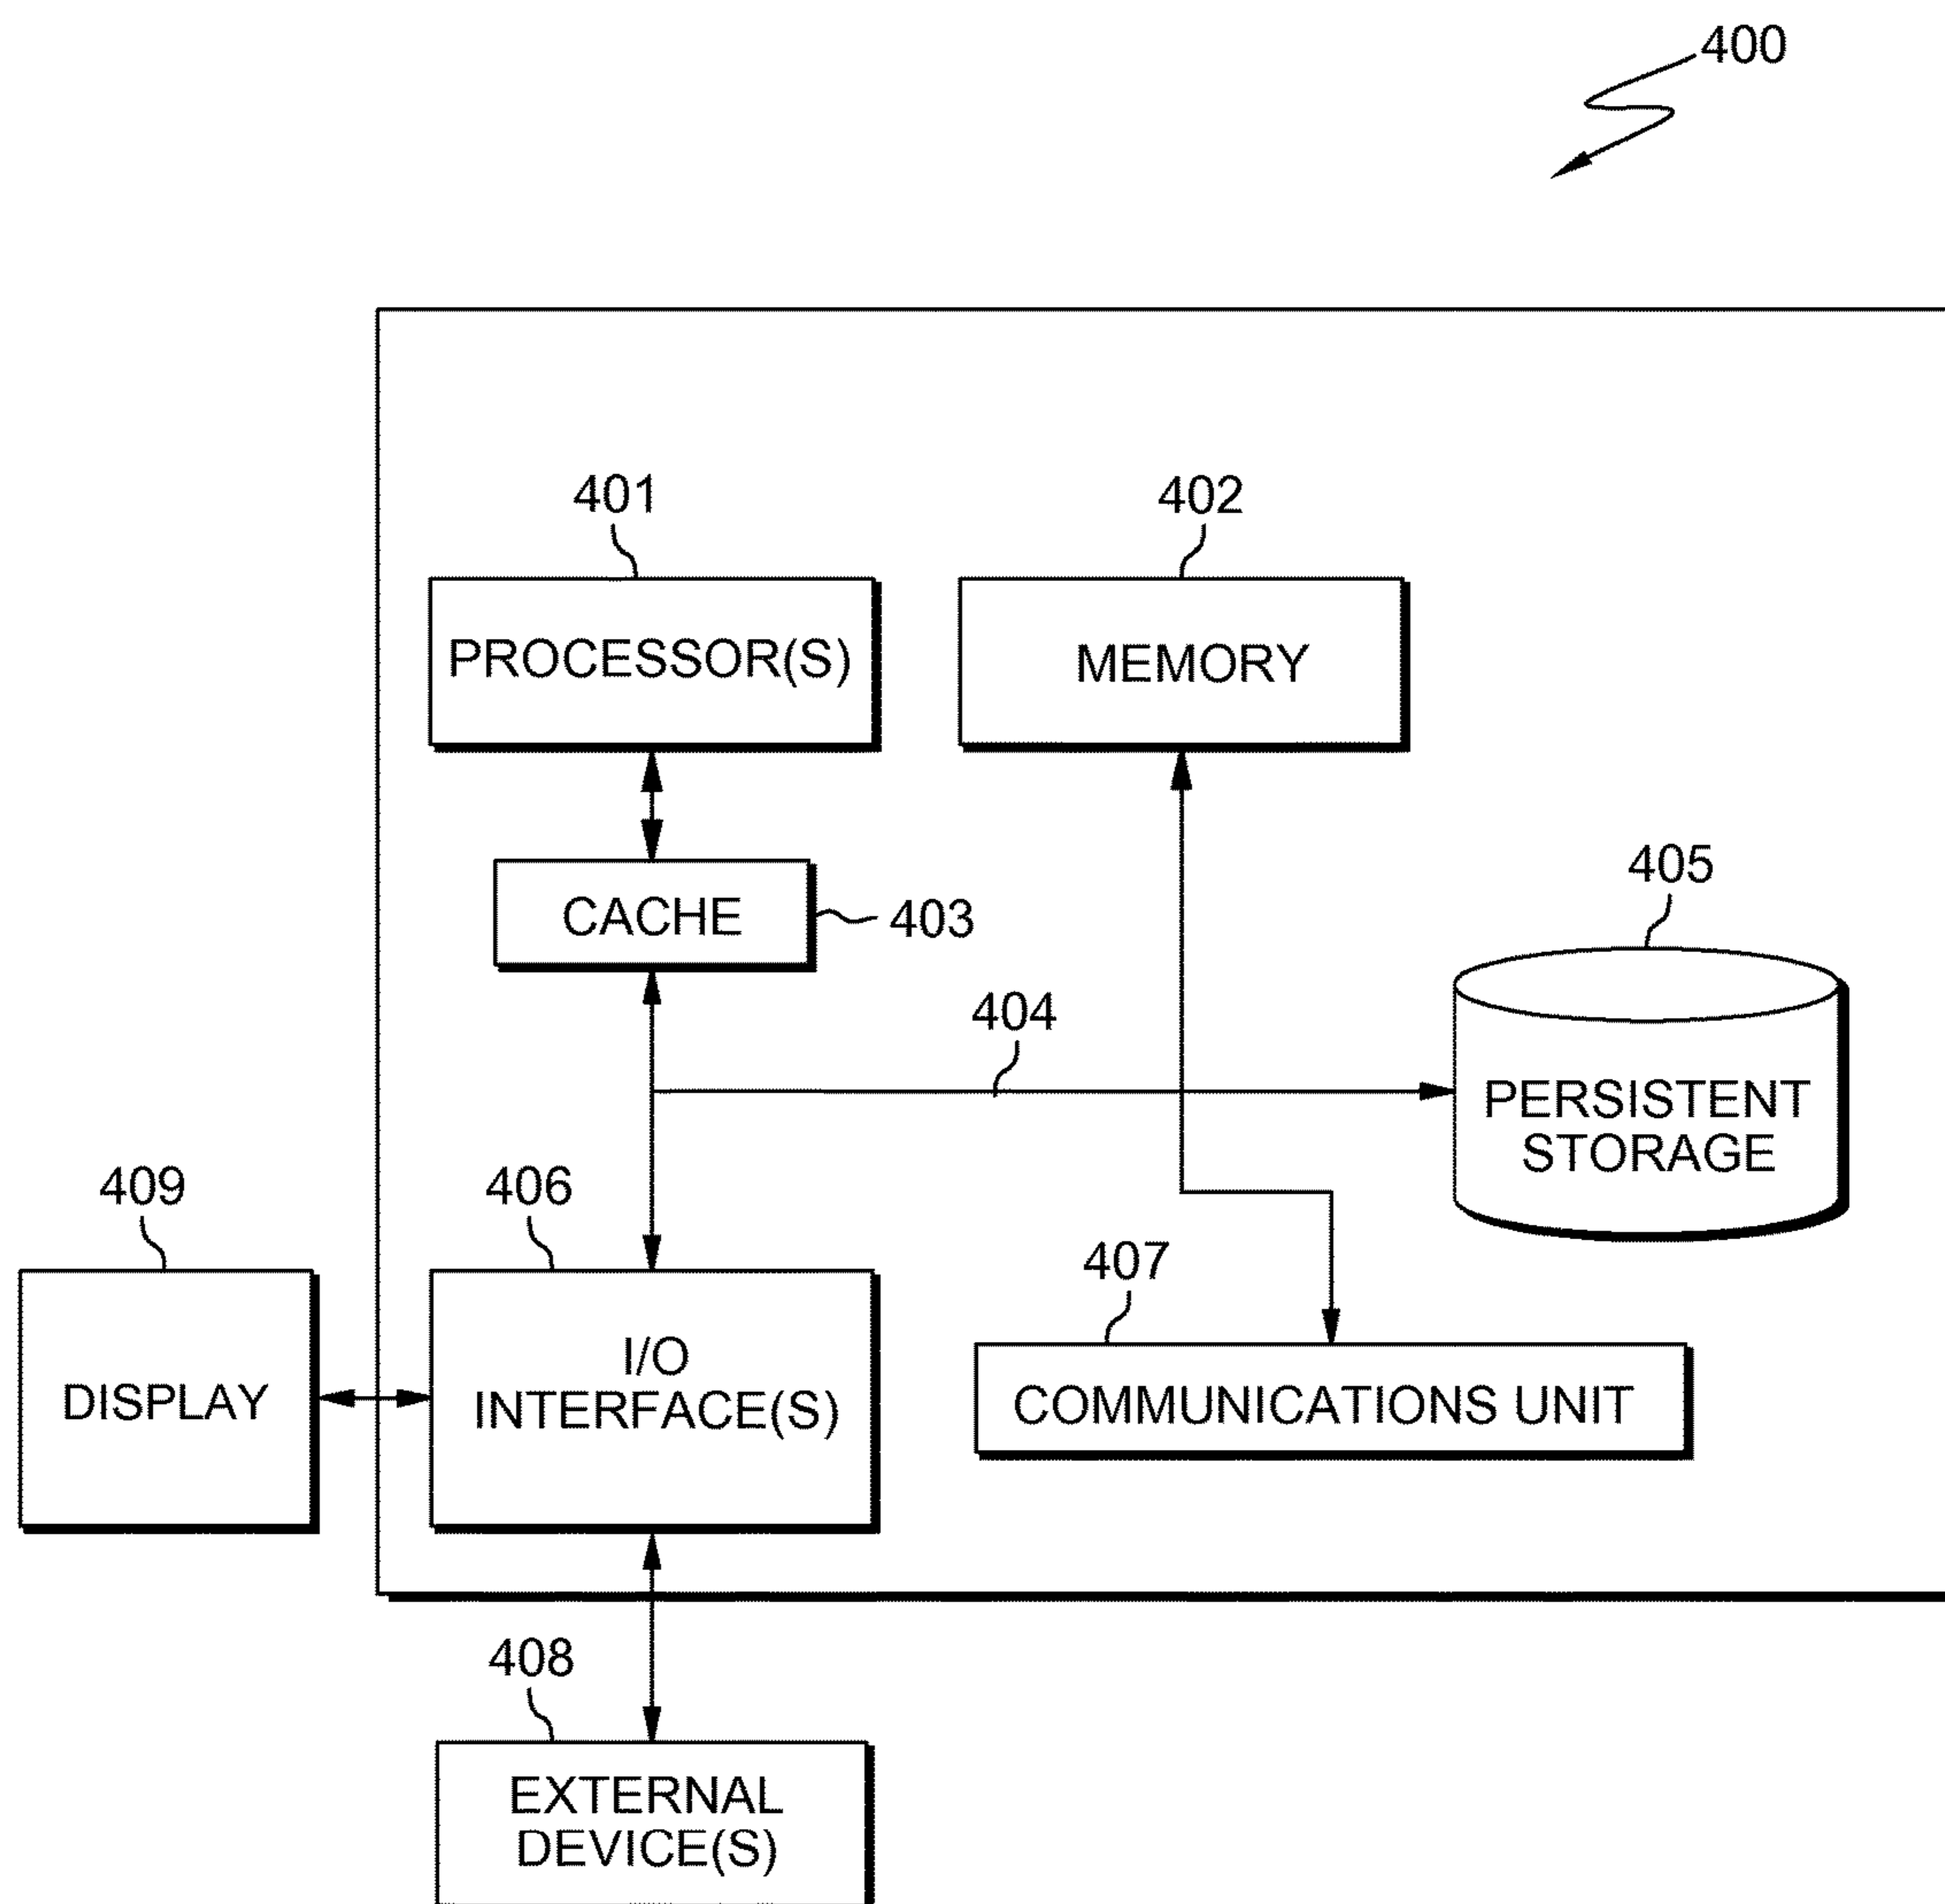 400
401
402
PROCESSOR(S)
MEMORY
CACHE
403
405
404
PERSISTENT
STORAGE
409
406
407
DISPLAY
I/O
INTERFACE(S)
COMMUNICATIONS UNIT
408
EXTERNAL
DEVICE(S)